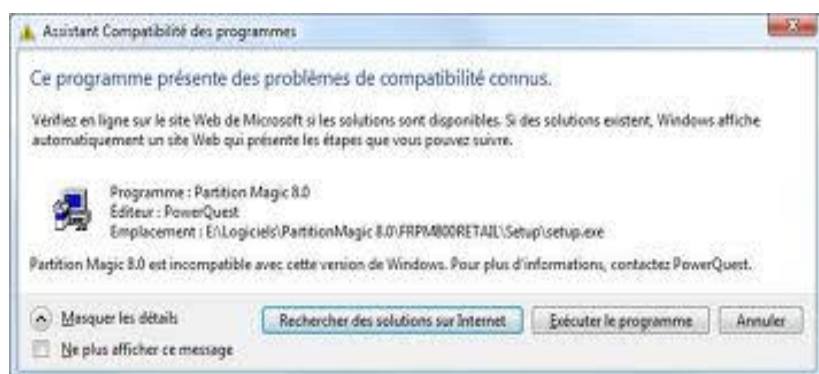 Assistant Compatibilité des programmes
Ce programme présente des problèmes de compatibilité connus.
Vérifiez en ligne sur le site Web de Microsoft si les solutions sont disponibles. Si des solutions existent, Windows affiche
automatiquement un site Web qui présente les étapes que vous pouvez suivre.
Programme : Partition Magic 8.0
Éditeur : PowerQuest
Emplacement : E:\Logiciels\PartitionMagic 8.0\FRPM800RETAIL\Setup\setup.exe
Partition Magic 8.0 est incompatible avec cette version de Windows. Pour plus d'informations, contactez PowerQuest.
Masquer les détails
Rechercher des solutions sur Internet
Exécuter le programme
Annuler
Ne plus afficher ce message